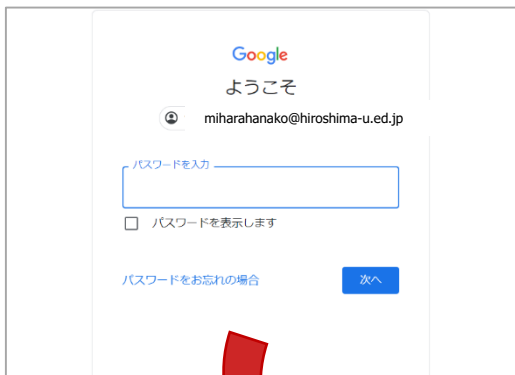 Google
ようこそ
miharahanako@hiroshima-u.ed.jp
パスワードを入力
パスワードを表示します
パスワードをお忘れの場合
次へ